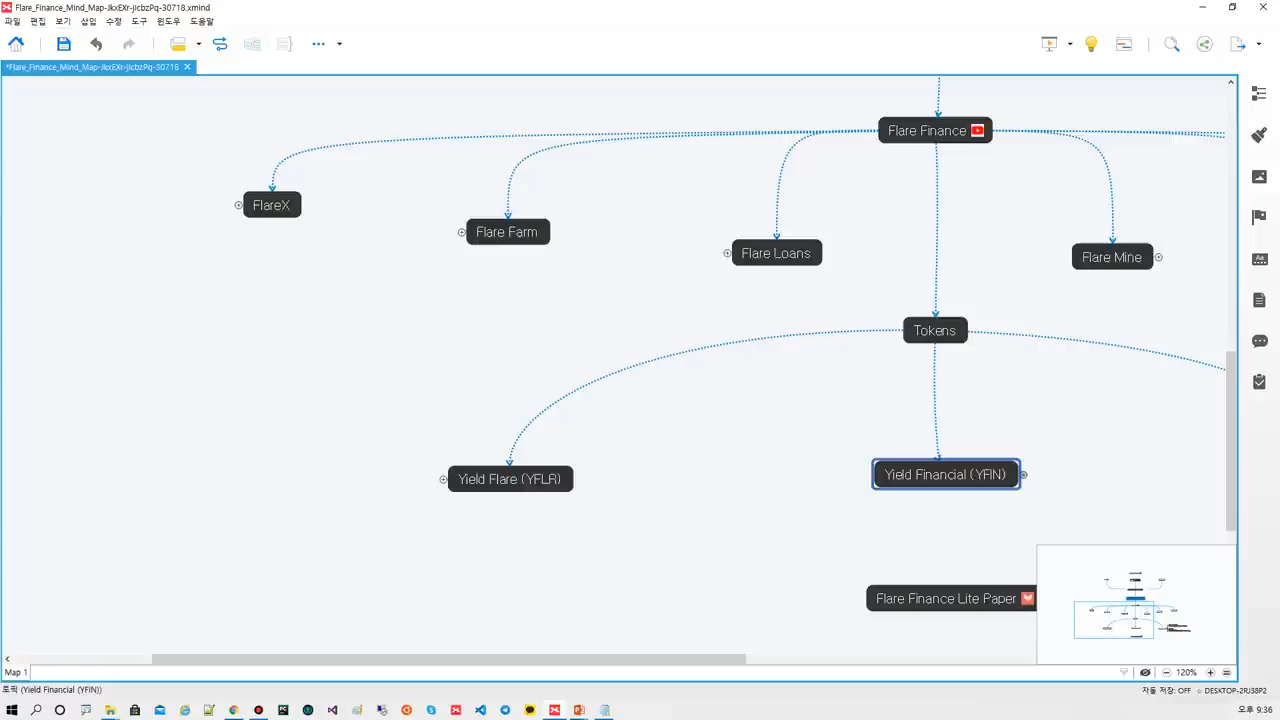 Flare_Finance_Mind_Map-JkxEXr-jIcbzPq-30718.xmind
파일 편집 보기 삽입 수정 도구 윈도우 도움말
*Flare_Finance_Mind_Map-JkxEXr-jIcbzPq-30718
Flare Finance
FlareX
Flare Farm
Flare Loans
Flare Mine
Tokens
Yield Flare (YFLR)
Yield Financial (YFIN)
Flare Finance Lite Paper
Map 1
120%
토픽 (Yield Financial (YFIN))
자동 저장: OFF
DESKTOP-2RJ38P2
오후 9:36